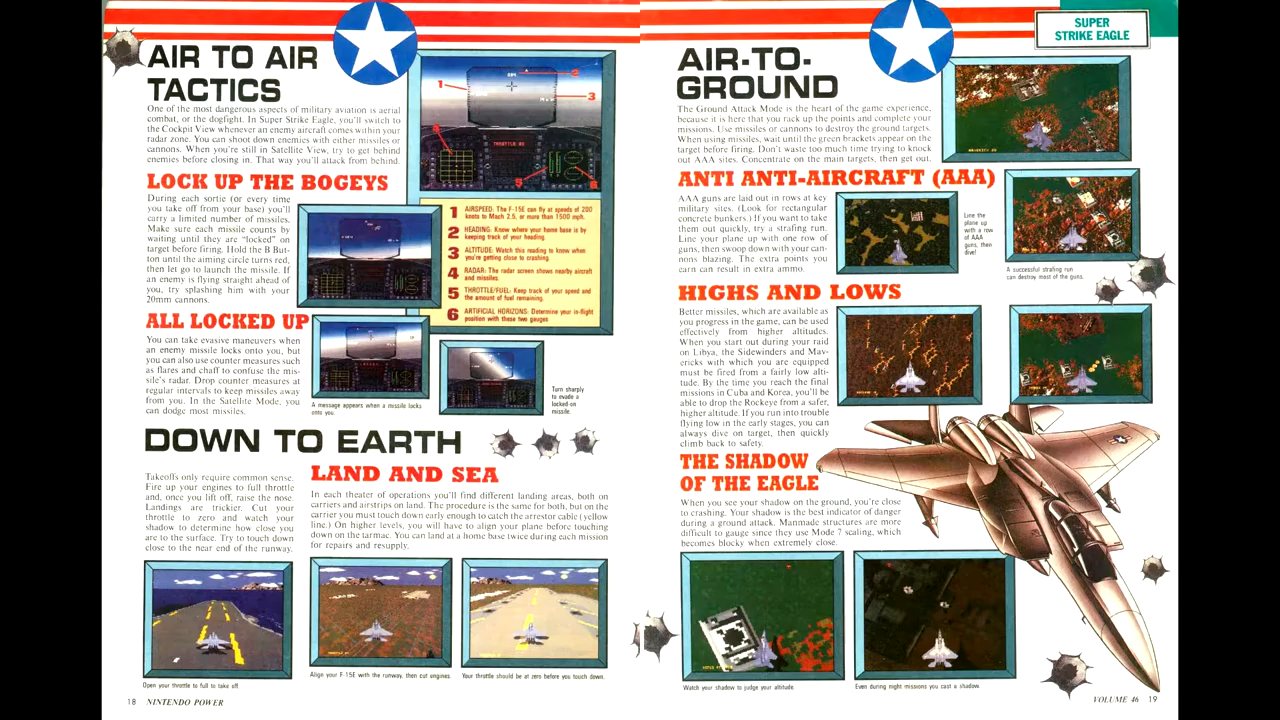 AIR TO AIR
TACTICS
One of the most dangerous aspects of military aviation is aerial
combat, or the dogfight. In Super Strike Eagle, you'll switch to
the Cockpit View whenever an enemy aircraft comes within your
radar zone. You can shoot down enemies with either missiles or
cannons. When you're still in Satellite View, try to get behind
enemies before closing in. That way you'll attack from behind.
LOCK UP THE BOGEYS
During each sortie (or every time
you take off from your base) you'll
carry a limited number of missiles.
Make sure each missile counts by
waiting until they are "locked" on
target before firing. Hold the B But-
ton until the aiming circle turns red,
then let go to launch the missile. If
an enemy is flying straight ahead of
you, try splashing him with your
20mm cannons.
1
2
3
4
5
6
THROTTLE 80
1 AIRSPEED: The F-15E can fly at speeds of 200
knots to Mach 2.5, or more than 1500 mph.
2 HEADING: Know where your home base is by
keeping track of your heading.
3 ALTITUDE: Watch this reading to know when
you're getting close to crashing.
4 RADAR: The radar screen shows nearby aircraft
and missiles.
5 THROTTLE/FUEL: Keep track of your speed and
the amount of fuel remaining.
6 ARTIFICIAL HORIZONS: Determine your in-flight
position with these two gauges
ALL LOCKED UP
You can take evasive maneuvers when
an enemy missile locks onto you, but
you can also use counter measures such
as flares and chaff to confuse the mis-
sile's radar. Drop counter measures at
regular intervals to keep missiles away
from you. In the Satellite Mode, you
can dodge most missiles.
A message appears when a missile locks
onto you.
Turn sharply
to evade a
locked-on
missile.
DOWN TO EARTH
Takeoffs only require common sense.
Fire up your engines to full throttle
and, once you lift off, raise the nose.
Landings are trickier. Cut your
throttle to zero and watch your
shadow to determine how close you
are to the surface. Try to touch down
close to the near end of the runway.
LAND AND SEA
In each theater of operations you'll find different landing areas, both on
carriers and airstrips on land. The procedure is the same for both, but on the
carrier you must touch down early enough to catch the arrestor cable (yellow
line.) On higher levels, you will have to align your plane before touching
down on the tarmac. You can land at a home base twice during each mission
for repairs and resupply.
Open your throttle to full to take off.
Align your F-15E with the runway, then cut engines.
Your throttle should be at zero before you touch down.
18 NINTENDO POWER
SUPER
STRIKE EAGLE
AIR-TO-
GROUND
The Ground Attack Mode is the heart of the game experience,
because it is here that you rack up the points and complete your
missions. Use missiles or cannons to destroy the ground targets.
When using missiles, wait until the green brackets appear on the
target before firing. Don't waste too much time trying to knock
out AAA sites. Concentrate on the main targets, then get out.
ANTI ANTI-AIRCRAFT (AAA)
AAA guns are laid out in rows at key
military sites. (Look for rectangular
concrete bunkers.) If you want to take
them out quickly, try a strafing run.
Line your plane up with one row of
guns, then swoop down with your can-
nons blazing. The extra points you
earn can result in extra ammo.
Line the
plane up
with a row
of AAA
guns, then
dive!
A successful strafing run
can destroy most of the guns.
HIGHS AND LOWS
Better missiles, which are available as
you progress in the game, can be used
effectively from higher altitudes.
When you start out during your raid
on Libya, the Sidewinders and Mav-
ericks with which you are equipped
must be fired from a fairly low alti-
tude. By the time you reach the final
missions in Cuba and Korea, you'll be
able to drop the Rockeye from a safer,
higher altitude. If you run into trouble
flying low in the early stages, you can
always dive on target, then quickly
climb back to safety.
THE SHADOW
OF THE EAGLE
When you see your shadow on the ground, you're close
to crashing. Your shadow is the best indicator of danger
during a ground attack. Manmade structures are more
difficult to gauge since they use Mode 7 scaling, which
becomes blocky when extremely close.
Watch your shadow to judge your altitude.
Even during night missions you cast a shadow.
VOLUME 46 19